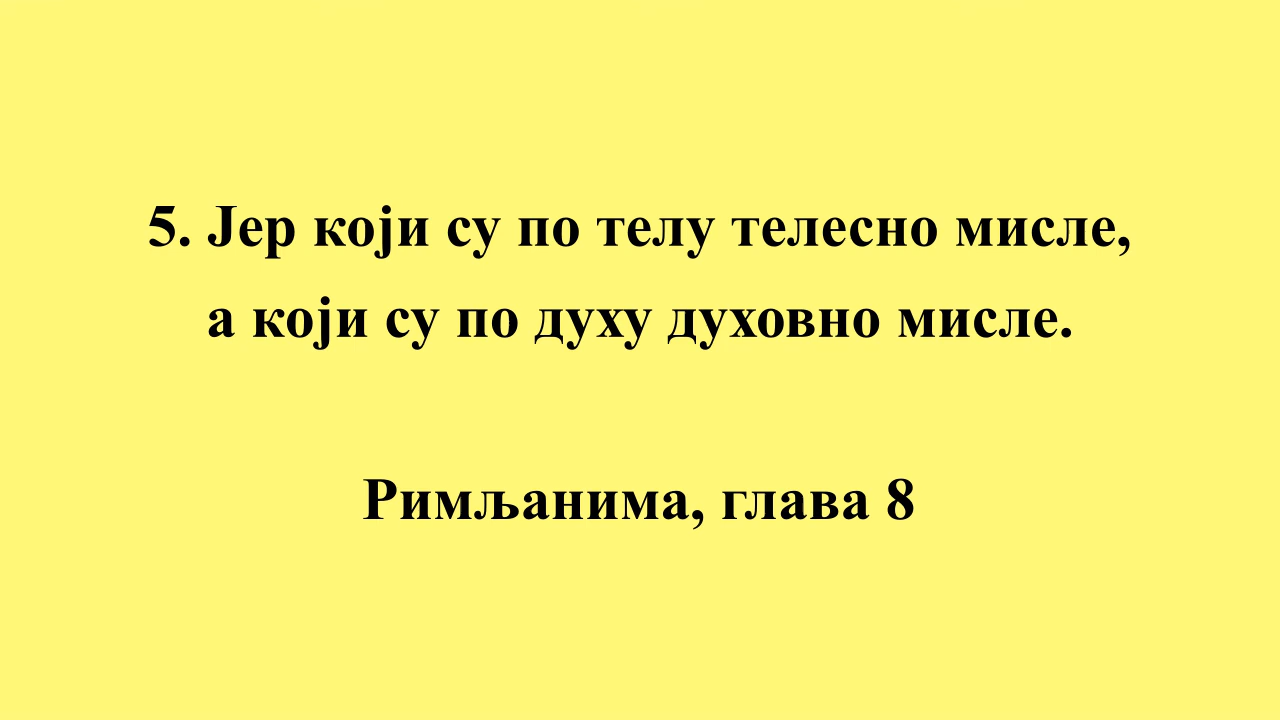 5. Јер који су по телу телесно мисле,
а који су по духу духовно мисле.
Римљанима, глава 8